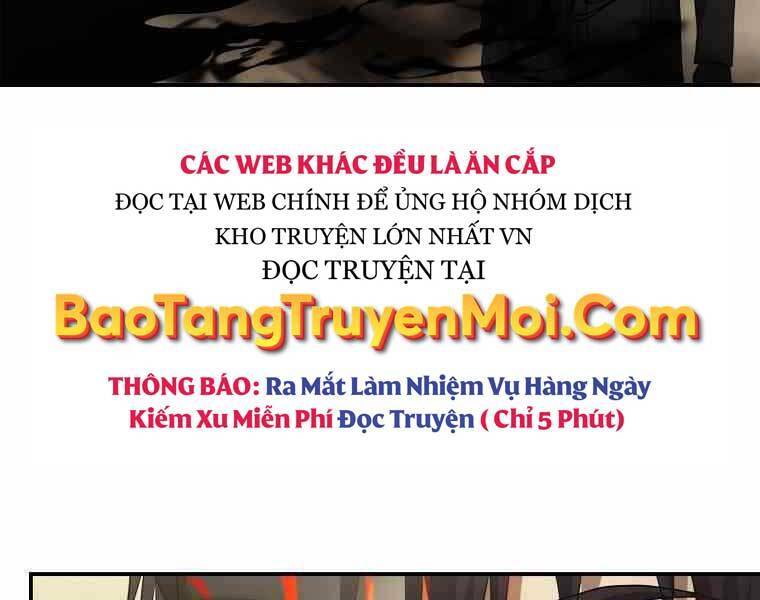 CÁC WEB KHÁC ĐỀU LÀ ĂN CẮP
ĐỌC TẠI WEB CHÍNH ĐỂ ỦNG HỘ NHÓM DỊCH
KHO TRUYỆN LỚN NHẤT VN
ĐỌC TRUYỆN TẠI
BaoTangTruyenMoi.Com
THÔNG BÁO: Ra Mắt Làm Nhiệm Vụ Hàng Ngày
Kiếm Xu Miễn Phí Đọc Truyện ( Chỉ 5 Phút)